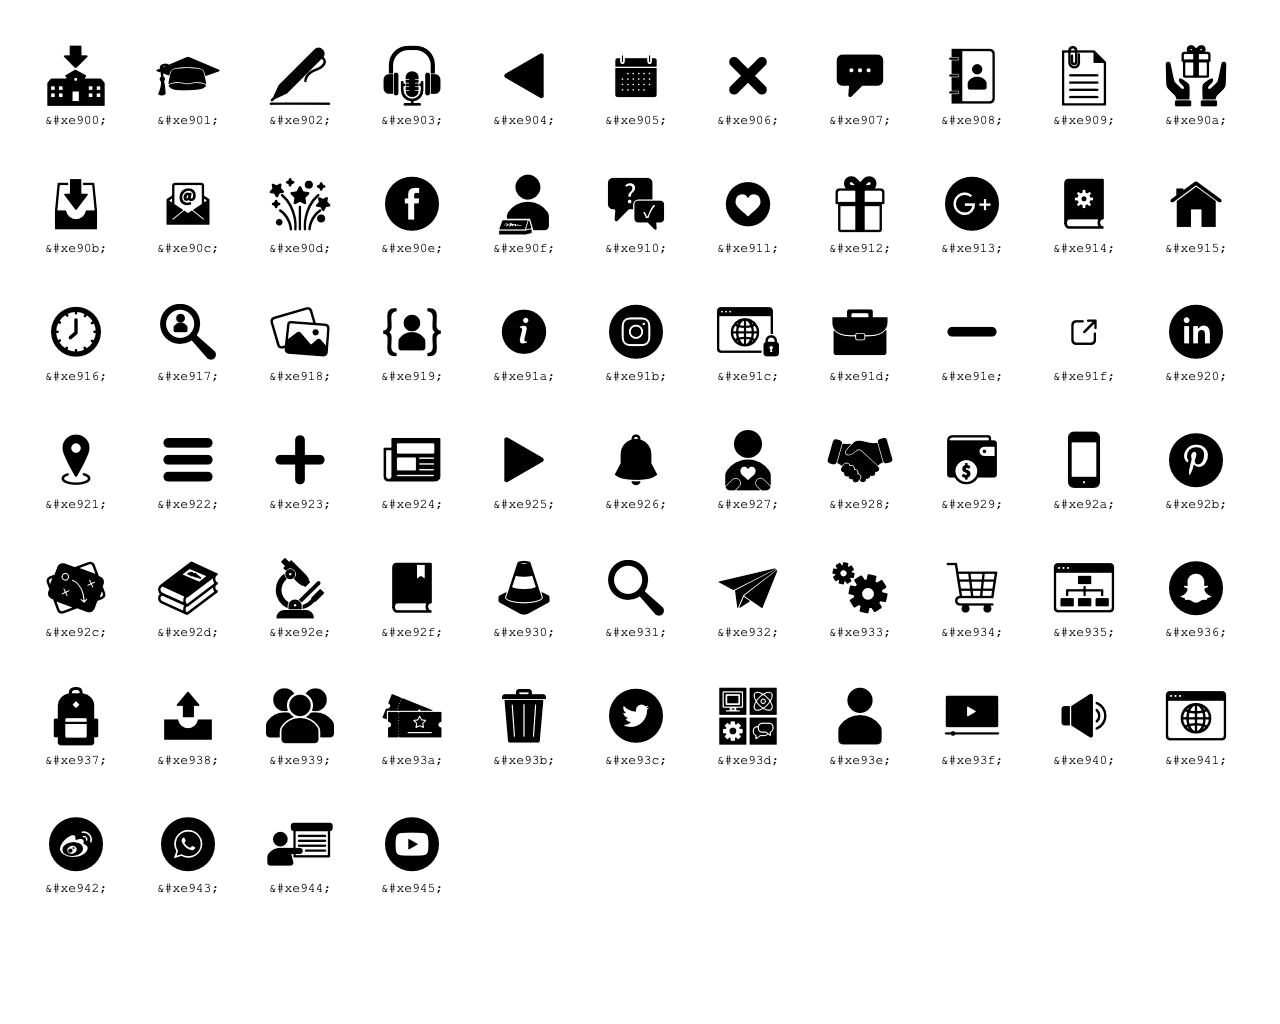 &#xe900; &#xe901; &#xe902; &#xe903; &#xe904; &#xe905; &#xe906; &#xe907; &#xe908; &#xe909; &#xe90a;
@ f ? G+
&#xe90b; &#xe90c; &#xe90d; &#xe90e; &#xe90f; &#xe910; &#xe911; &#xe912; &#xe913; &#xe914; &#xe915;
{ } i in
&#xe916; &#xe917; &#xe918; &#xe919; &#xe91a; &#xe91b; &#xe91c; &#xe91d; &#xe91e; &#xe91f; &#xe920;
$
&#xe921; &#xe922; &#xe923; &#xe924; &#xe925; &#xe926; &#xe927; &#xe928; &#xe929; &#xe92a; &#xe92b;
&#xe92c; &#xe92d; &#xe92e; &#xe92f; &#xe930; &#xe931; &#xe932; &#xe933; &#xe934; &#xe935; &#xe936;
&#xe937; &#xe938; &#xe939; &#xe93a; &#xe93b; &#xe93c; &#xe93d; &#xe93e; &#xe93f; &#xe940; &#xe941;
&#xe942; &#xe943; &#xe944; &#xe945;